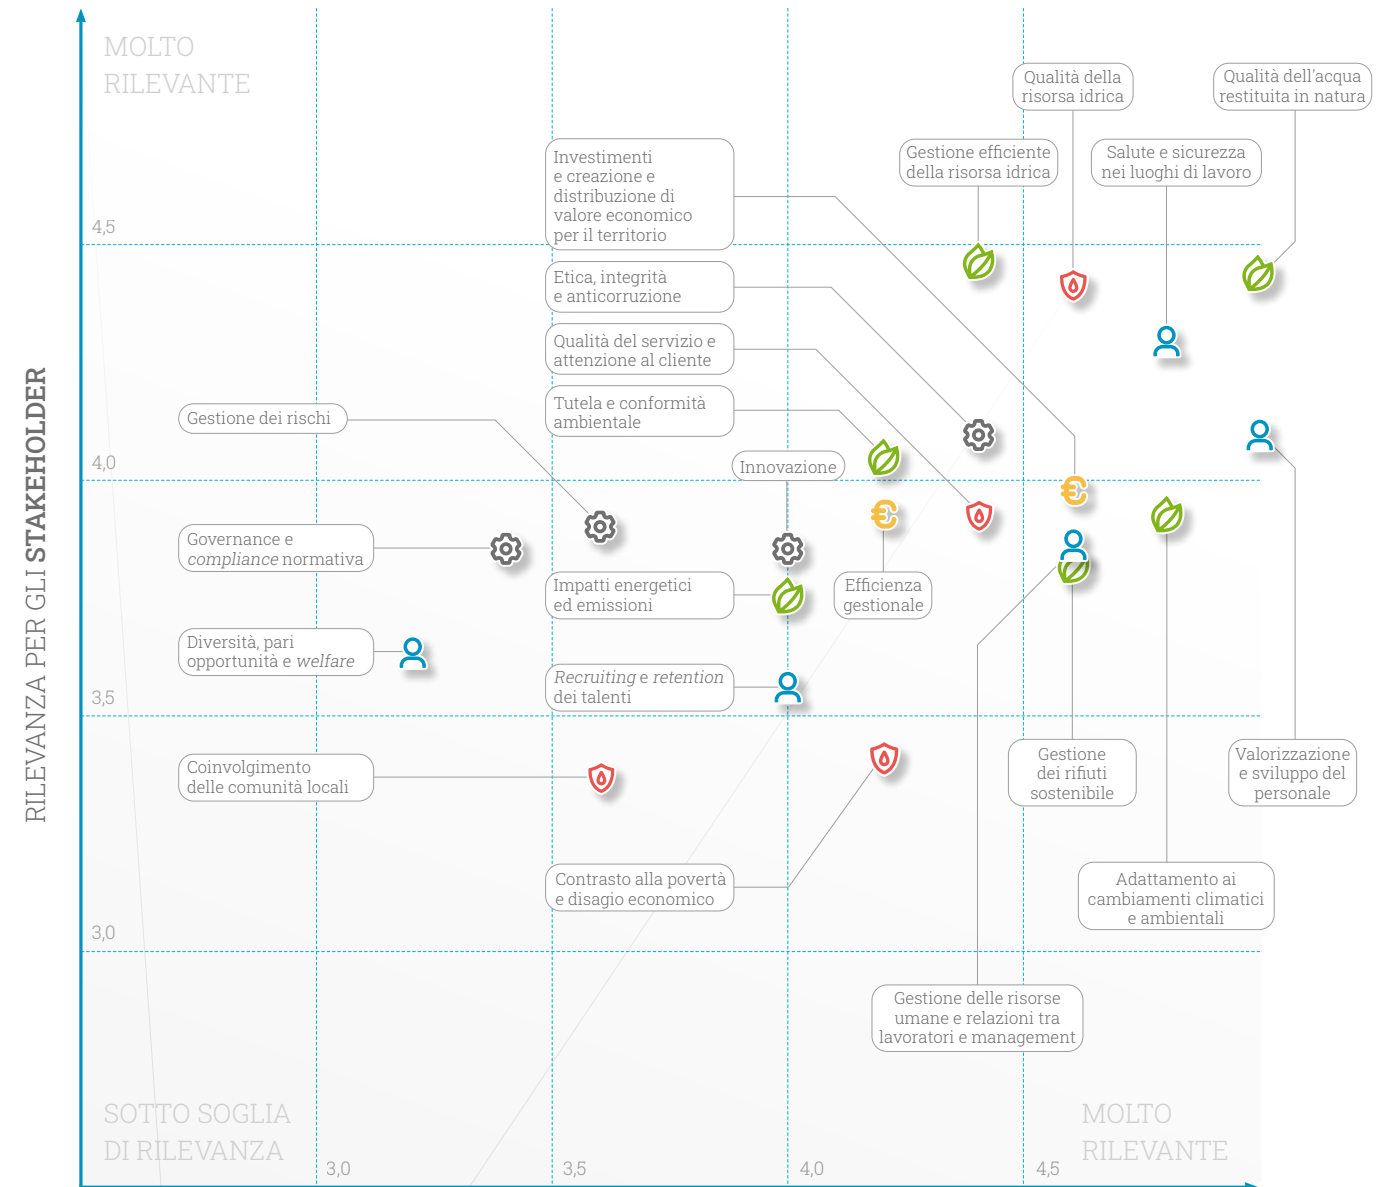 MOLTO
RILEVANTE
Qualità della
risorsa idrica
Qualità dell'acqua
restituita in natura
Gestione efficiente
della risorsa idrica
Salute e sicurezza
nei luoghi di lavoro
Investimenti
e creazione e
distribuzione di
valore economico
per il territorio
4,5
Etica, integrità
e anticorruzione
Qualità del servizio e
attenzione al cliente
Tutela e conformità
ambientale
Gestione dei rischi
4,0
Innovazione
Governance e
compliance normativa
Impatti energetici
ed emissioni
Efficienza
gestionale
Diversità, pari
opportunità e welfare
Recruiting e retention
dei talenti
3,5
Coinvolgimento
delle comunità locali
Gestione
dei rifiuti
sostenibile
Valorizzazione
e sviluppo del
personale
Contrasto alla povertà
e disagio economico
Adattamento ai
cambiamenti climatici
e ambientali
3,0
Gestione delle risorse
umane e relazioni tra
lavoratori e management
RILEVANZA PER GLI STAKEHOLDER
SOTTO SOGLIA
DI RILEVANZA
MOLTO
RILEVANTE
3,0
3,5
4,0
4,5